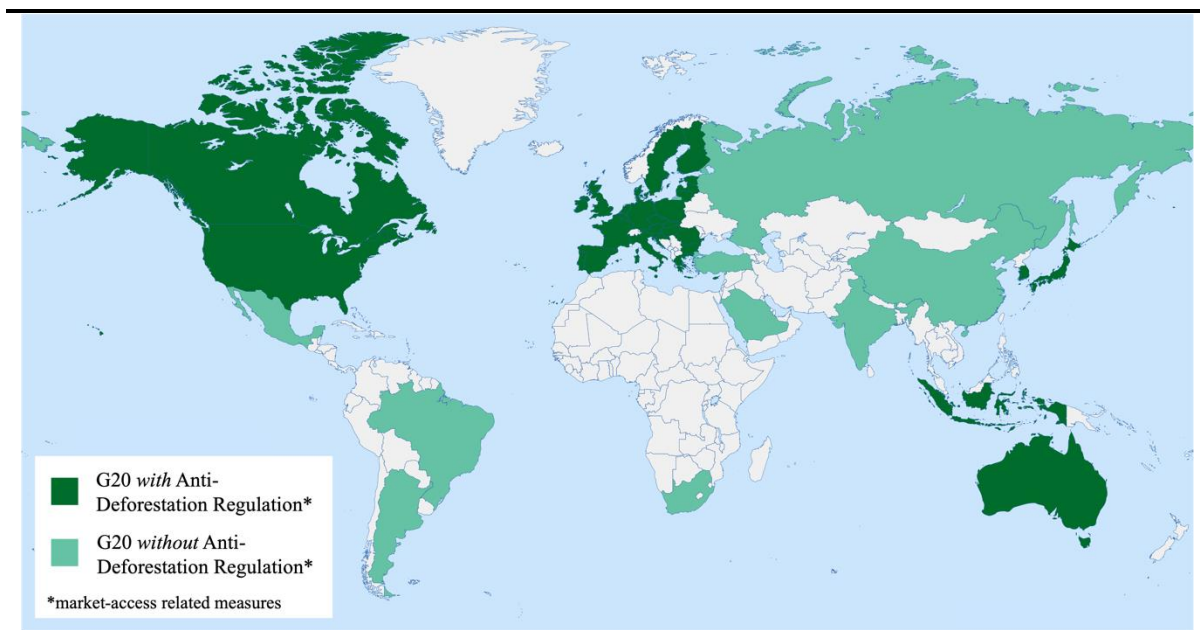 G20 with Anti-
Deforestation Regulation*
G20 without Anti-
Deforestation Regulation*
*market-access related measures